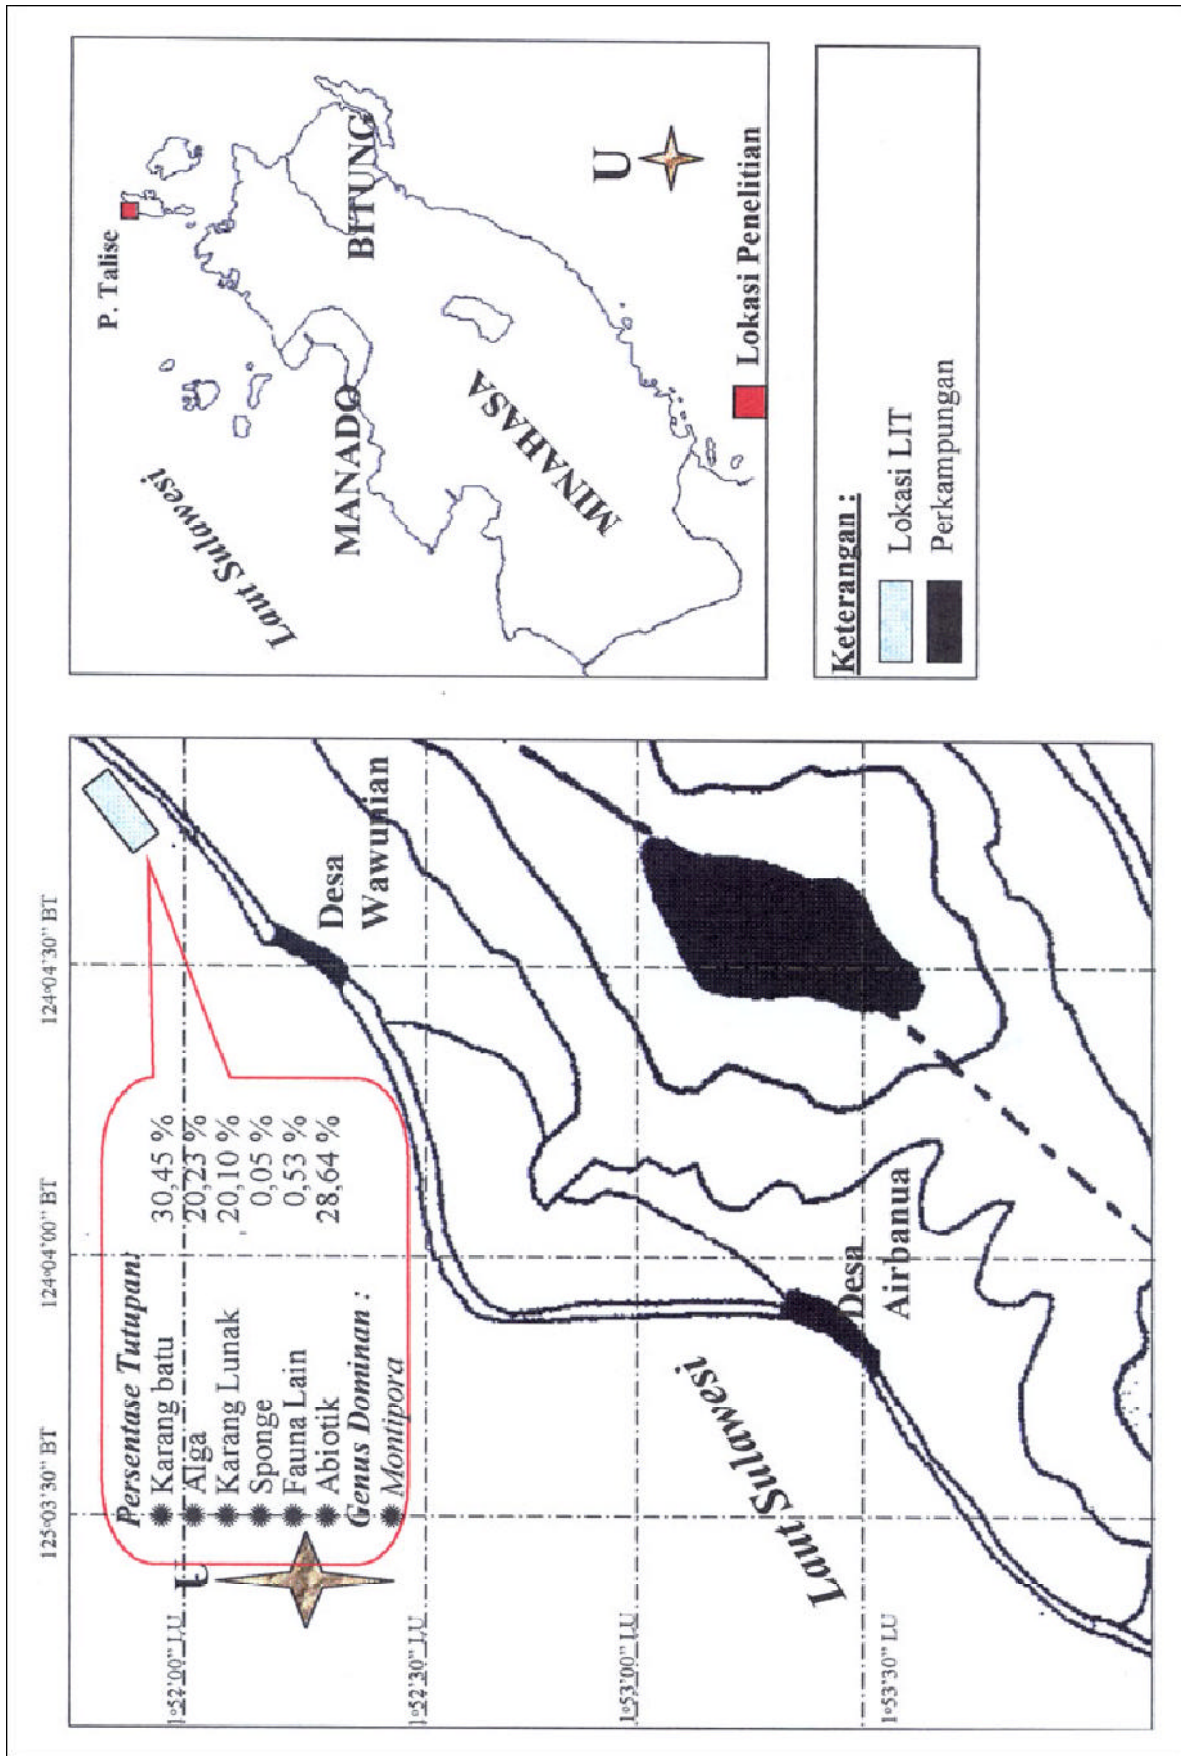 125°03'30" BT
124°04'00" BT
124°04'30" BT
1°52'00" LU
1°52'30" LU
1°53'00" LU
1°53'30" LU
U
Persentase Tutupan:
Karang batu 30,45 %
Alga 20,23 %
Karang Lunak 20,10 %
Sponge 0,05 %
Fauna Lain 0,53 %
Abiotik 28,64 %
Genus Dominan :
Montipora
Desa
Wawunian
Desa
Airbanua
Laut Sulawesi
P. Talise
Laut Sulawesi
MANADO
BITUNG
MINAHASA
U
Lokasi Penelitian
Keterangan :
Lokasi LIT
Perkampungan